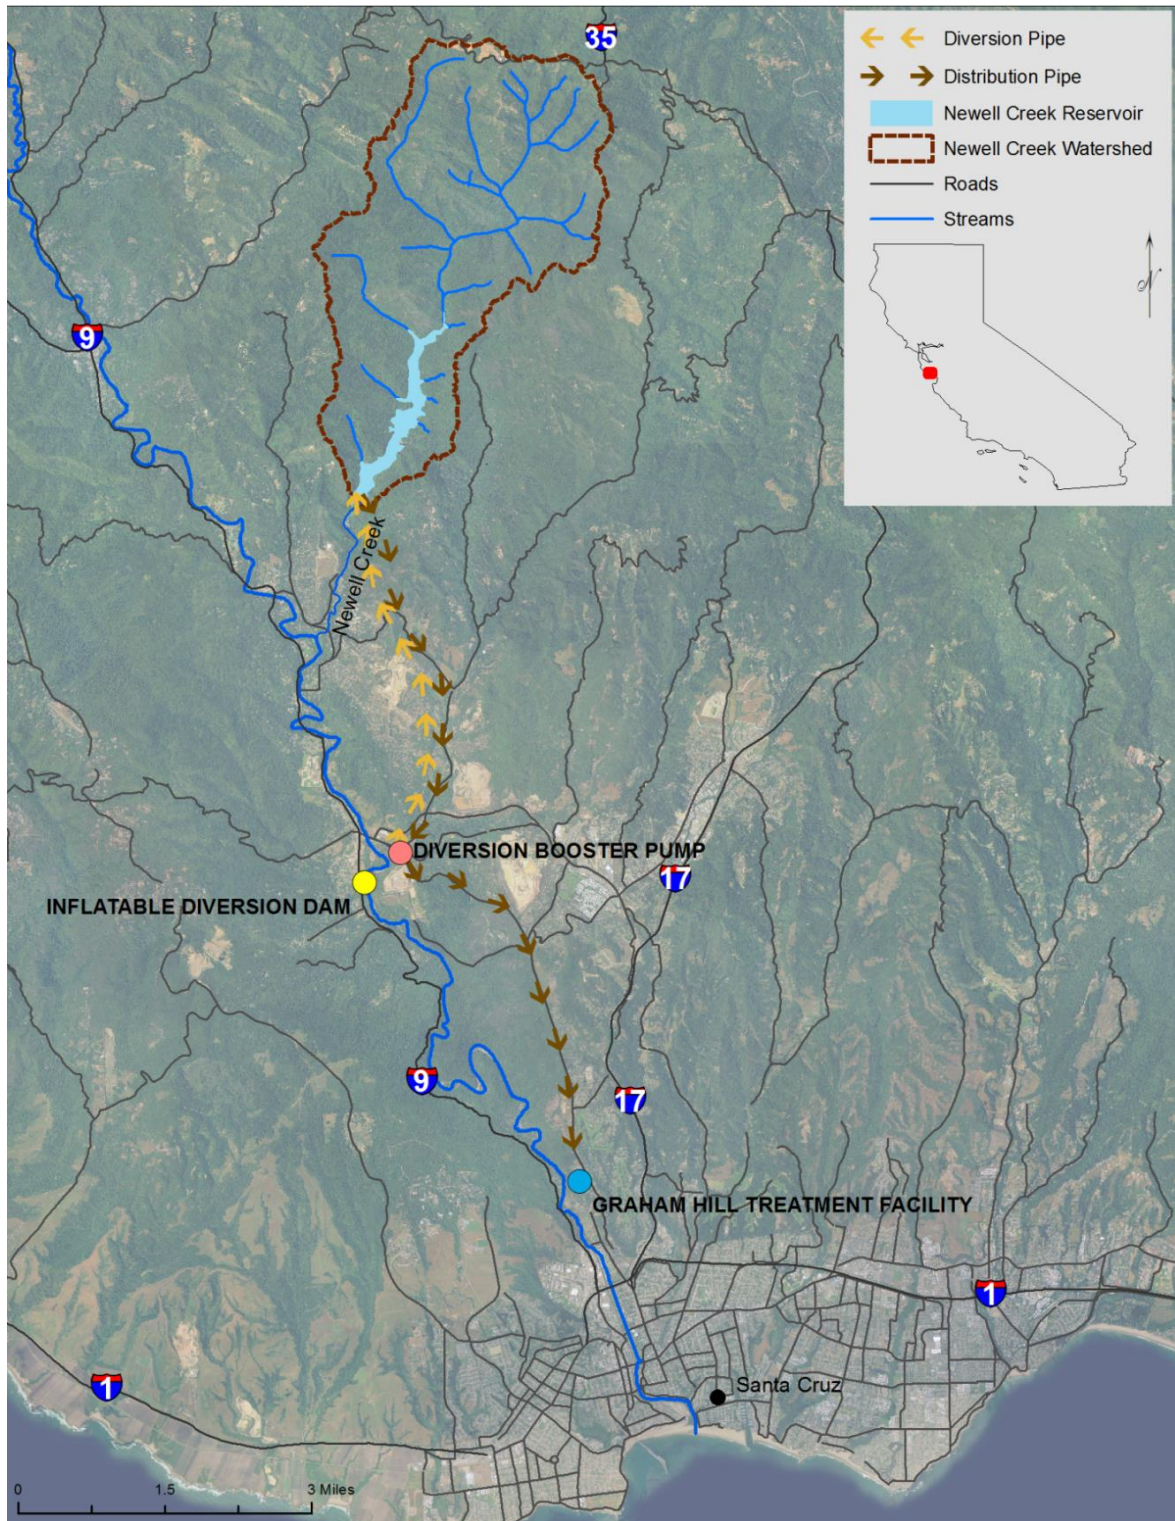 35
Diversion Pipe
Distribution Pipe
Newell Creek Reservoir
Newell Creek Watershed
Roads
Streams
N
9
Newell Creek
DIVERSION BOOSTER PUMP
17
INFLATABLE DIVERSION DAM
9
17
GRAHAM HILL TREATMENT FACILITY
1
1
Santa Cruz
0 1.5 3 Miles